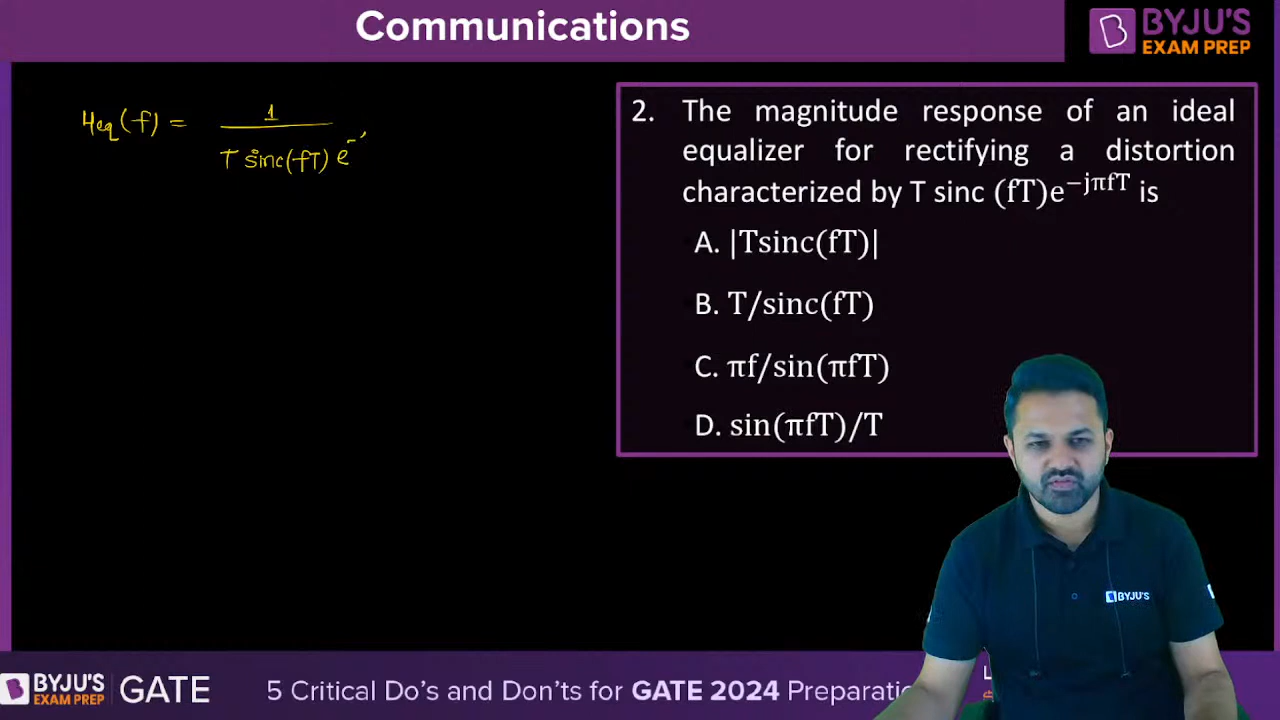 Communications
BYJU'S
EXAM PREP
Heq(f) = 1 / T sinc(fT) e⁻
2. The magnitude response of an ideal
equalizer for rectifying a distortion
characterized by T sinc (fT)e^−jπfT is
A. |Tsinc(fT)|
B. T/sinc(fT)
C. πf/sin(πfT)
D. sin(πfT)/T
BYJU'S
BYJU'S
EXAM PREP
GATE
5 Critical Do's and Don'ts for GATE 2024 Preparatio